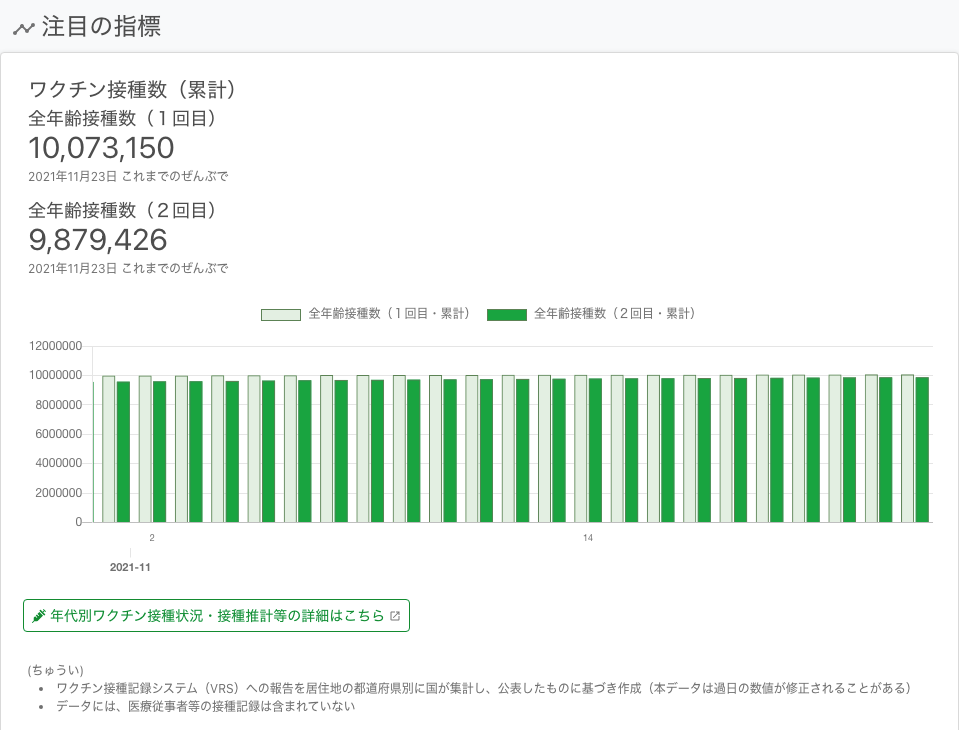 注目の指標
ワクチン接種数（累計）
全年齢接種数（１回目）
10,073,150
2021年11月23日 これまでのぜんぶで
全年齢接種数（２回目）
9,879,426
2021年11月23日 これまでのぜんぶで
全年齢接種数（１回目・累計） 全年齢接種数（２回目・累計）
12000000
10000000
8000000
6000000
4000000
2000000
0
2 14
2021-11
年代別ワクチン接種状況・接種推計等の詳細はこちら
(ちゅうい)
• ワクチン接種記録システム（VRS）への報告を居住地の都道府県別に国が集計し、公表したものに基づき作成（本データは過日の数値が修正されることがある）
• データには、医療従事者等の接種記録は含まれていない